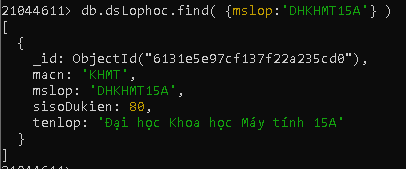 21044611> db.dsLophoc.find( {mslop:"DHKHMT15A"} )
[
  {
    _id: ObjectId("6131e5e97cf137f22a235cd0"),
    macn: 'KHMT',
    mslop: 'DHKHMT15A',
    sisoDukien: 80,
    tenlop: 'Đại học Khoa học Máy tính 15A'
  }
]
21044611>